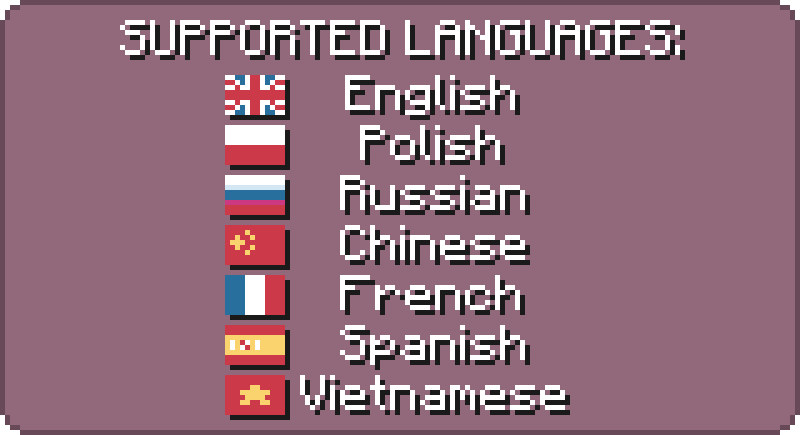 SUPPORTED LANGUAGES:
English
Polish
Russian
Chinese
French
Spanish
Vietnamese